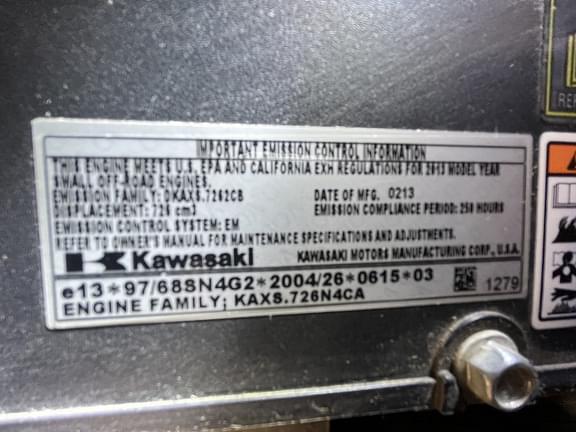 IMPORTANT EMISSION CONTROL INFORMATION
THIS ENGINE MEETS U.S. EPA AND CALIFORNIA EXH REGULATIONS FOR 2013 MODEL YEAR
SMALL OFF-ROAD ENGINES.
EMISSION FAMILY: DKAXS.7262CB DATE OF MFG. 0213
DISPLACEMENT: 726 cm3 EMISSION COMPLIANCE PERIOD: 250 HOURS
EMISSION CONTROL SYSTEM: EM
REFER TO OWNER'S MANUAL FOR MAINTENANCE SPECIFICATIONS AND ADJUSTMENTS.
Kawasaki KAWASAKI MOTORS MANUFACTURING CORP., U.S.A.
e13*97/68SN4G2*2004/26*0615*03
1279
ENGINE FAMILY; KAXS.726N4CA